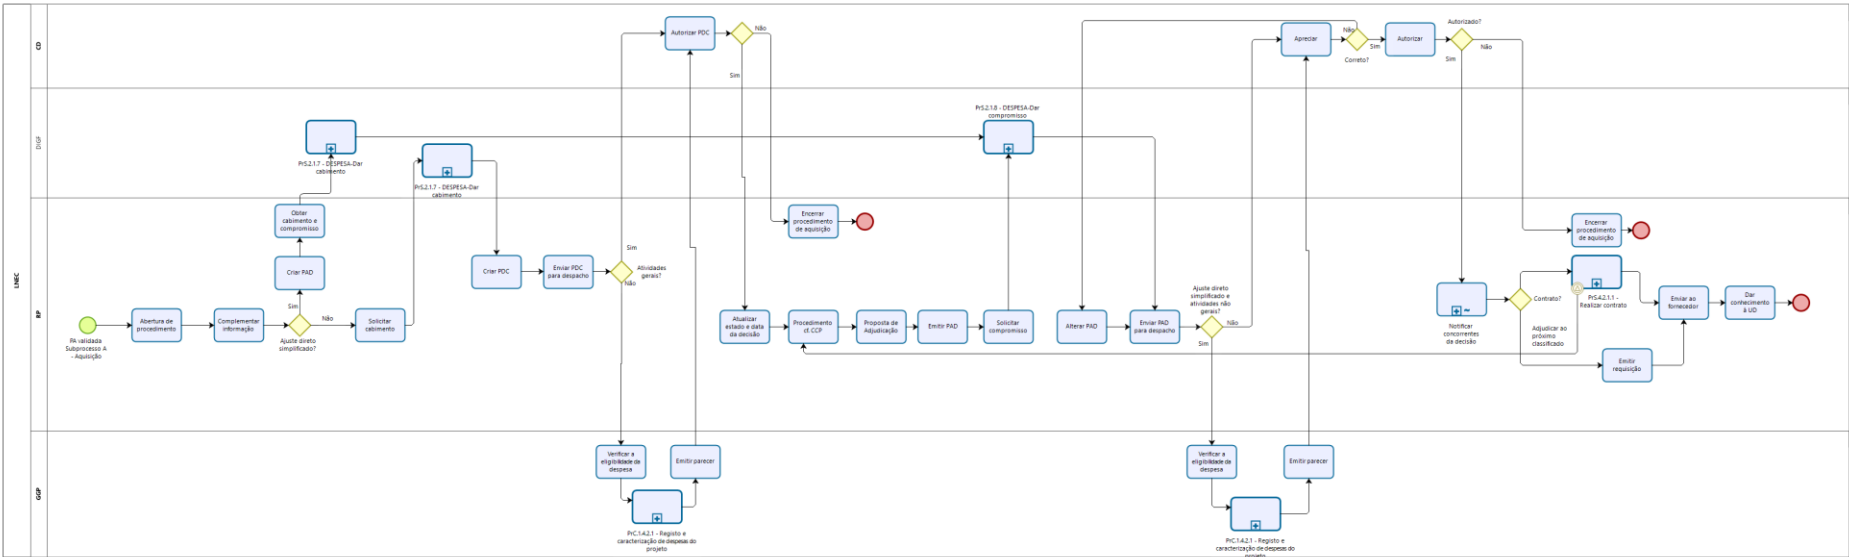 LNEC
CD
Autorizar PDC
Não
Sim
Apreciar
Não
Sim
Correto?
Autorizar
Autorizado?
Não
Sim
DIGF
PrS.2.1.7 - DESPESA-Dar
cabimento
PrS.2.1.7 - DESPESA-Dar
cabimento
PrS.2.1.8 - DESPESA-Dar
compromisso
RP
PA validada
Subprocesso A
- Aquisição
Abertura de
procedimento
Complementar
informação
Ajuste direto
simplificado?
Sim
Não
Criar PAD
Obter
cabimento e
compromisso
Solicitar
cabimento
Criar PDC
Enviar PDC
para despacho
Sim
Atividades
gerais?
Não
Encerrar
procedimento
de aquisição
Atualizar
estado e data
da decisão
Procedimento
cf. CCP
Proposta de
Adjudicação
Emitir PAD
Solicitar
compromisso
Alterar PAD
Enviar PAD
para despacho
Ajuste direto
simplificado e
atividades não
gerais?
Não
Sim
Encerrar
procedimento
de aquisição
Notificar
concorrentes
da decisão
Contrato?
PrS.4.2.1.1 -
Realizar contrato
Adjudicar ao
próximo
classificado
Emitir
requisição
Enviar ao
fornecedor
Dar
conhecimento
à UO
GGP
Verificar a
eligibilidade da
despesa
Emitir parecer
PrC.1.4.2.1 - Registo e
caracterização de despesas do
projeto
Verificar a
eligibilidade da
despesa
Emitir parecer
PrC.1.4.2.1 - Registo e
caracterização de despesas do
projeto